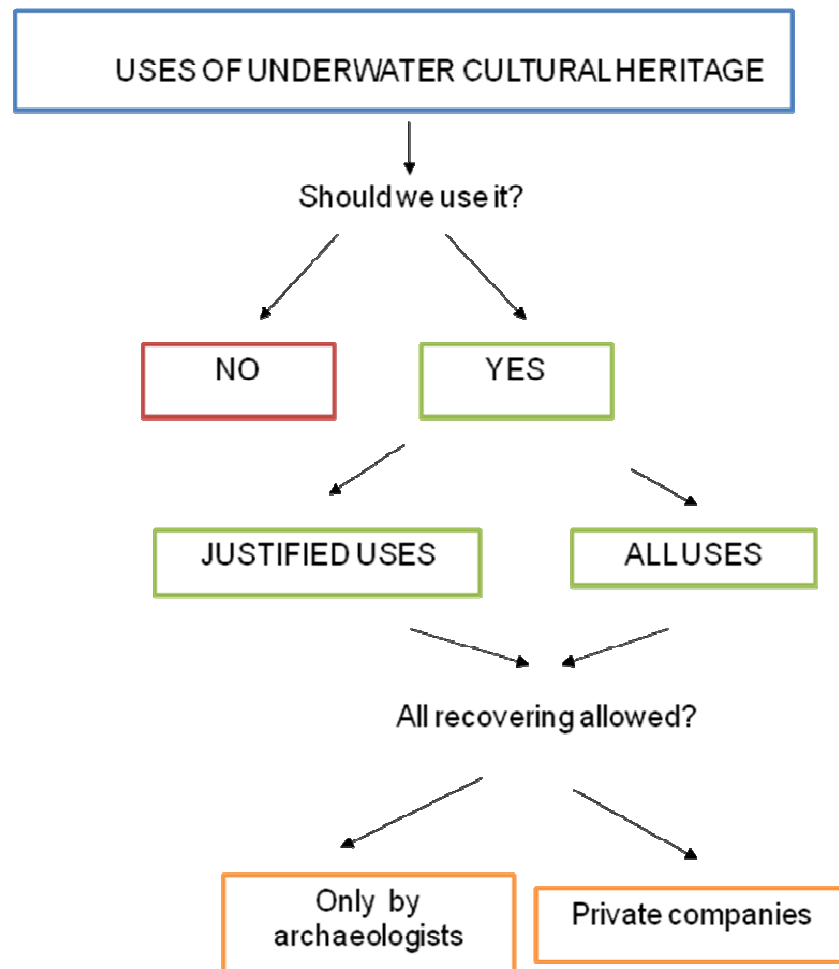 USES OF UNDERWATER CULTURAL HERITAGE
Should we use it?
NO
YES
JUSTIFIED USES
ALL USES
All recovering allowed?
Only by
archaeologists
Private companies